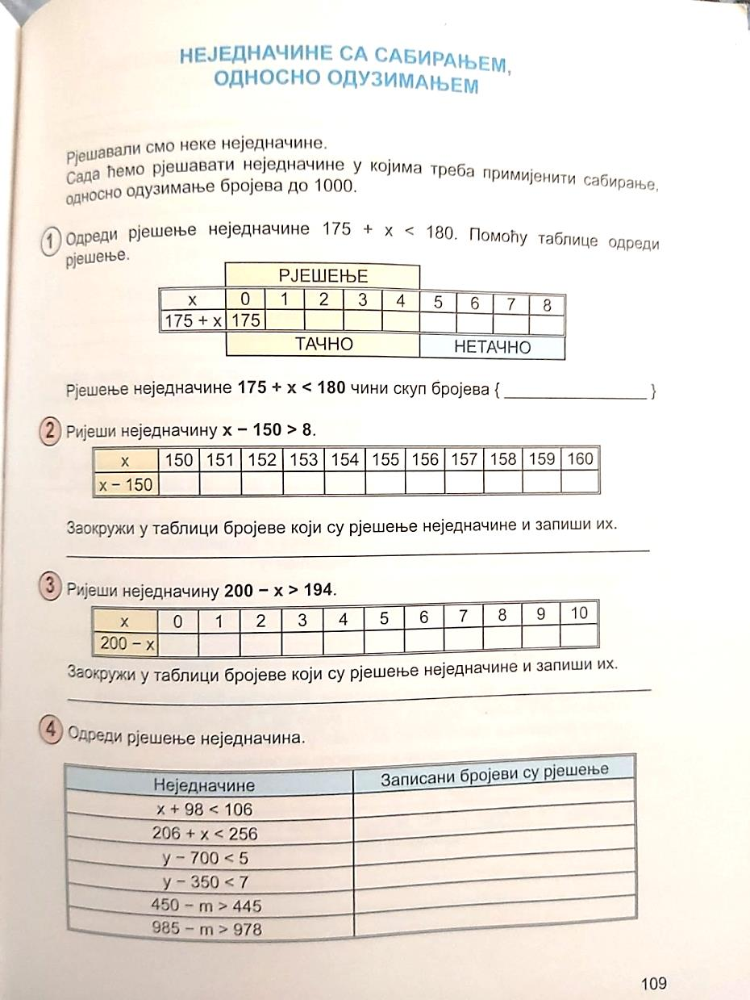 НЕЈЕДНАЧИНЕ СА САБИРАЊЕМ,
ОДНОСНО ОДУЗИМАЊЕМ
Рјешавали смо неке неједначине.
Сада ћемо рјешавати неједначине у којима треба примијенити сабирање,
односно одузимање бројева до 1000.
1 Одреди рјешење неједначине 175 + x < 180. Помоћу таблице одреди
рјешење.
РЈЕШЕЊЕ
x 0 1 2 3 4 5 6 7 8
175 + x 175
ТАЧНО НЕТАЧНО
Рјешење неједначине 175 + x < 180 чини скуп бројева { _______________ }
2 Ријеши неједначину x − 150 > 8.
x 150 151 152 153 154 155 156 157 158 159 160
x − 150
Заокружи у таблици бројеве који су рјешење неједначине и запиши их.
3 Ријеши неједначину 200 − x > 194.
x 0 1 2 3 4 5 6 7 8 9 10
200 − x
Заокружи у таблици бројеве који су рјешење неједначине и запиши их.
4 Одреди рјешење неједначина.
Неједначине Записани бројеви су рјешење
x + 98 < 106
206 + x < 256
y − 700 < 5
y − 350 < 7
450 − m > 445
985 − m > 978
109